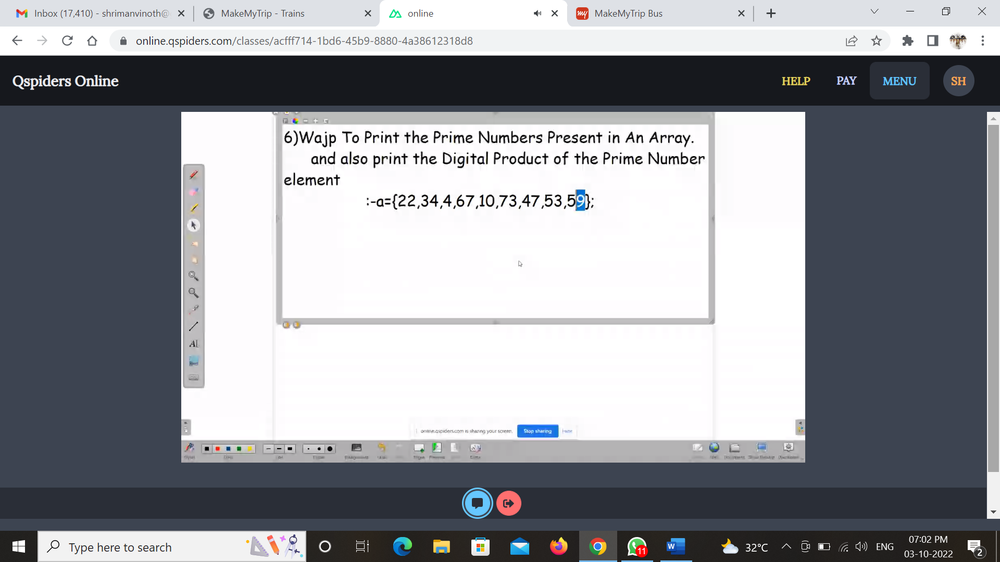 Inbox (17,410) - shrimanvinoth@
MakeMyTrip - Trains
online
MakeMyTrip Bus
online.qspiders.com/classes/acfff714-1bd6-45b9-8880-4a38612318d8
Qspiders Online
HELP
PAY
MENU
SH
6)Wajp To Print the Prime Numbers Present in An Array.
and also print the Digital Product of the Prime Number
element
:-a={22,34,4,67,10,73,47,53,59};
online.qspiders.com is sharing your screen.
Stop sharing
Hide
Type here to search
11
32°C
ENG
07:02 PM
03-10-2022
2